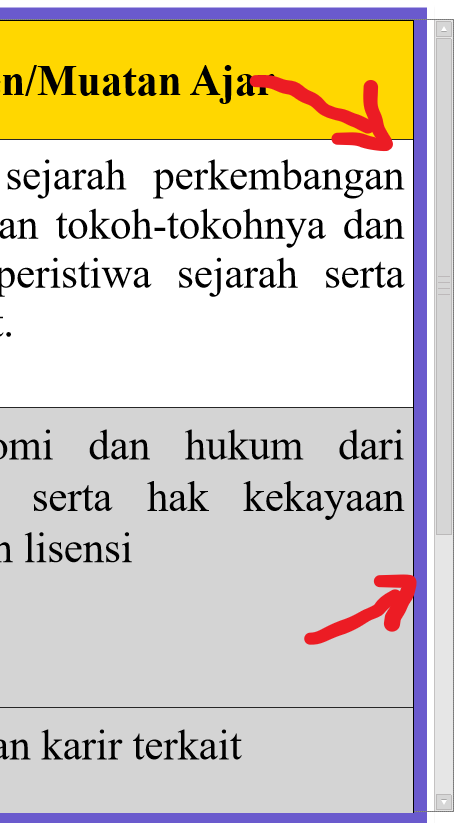 en/Muatan Ajar
sejarah perkembangan
an tokoh-tokohnya dan
peristiwa sejarah serta
t.
omi dan hukum dari
serta hak kekayaan
n lisensi
an karir terkait